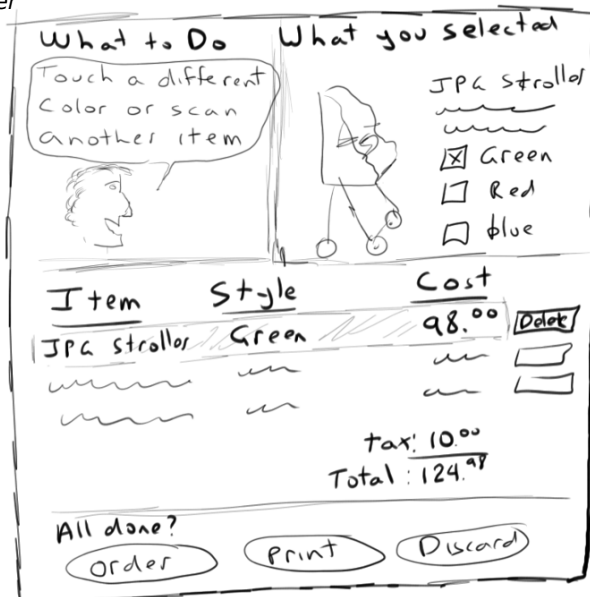 What to Do
Touch a different
Color or scan
another item
What you selected
JPG stroller
Green
Red
blue
Item Style Cost
JPG stroller Green 98.00 Delete
tax: 10.00
Total: 124.98
All done?
Order Print Discard